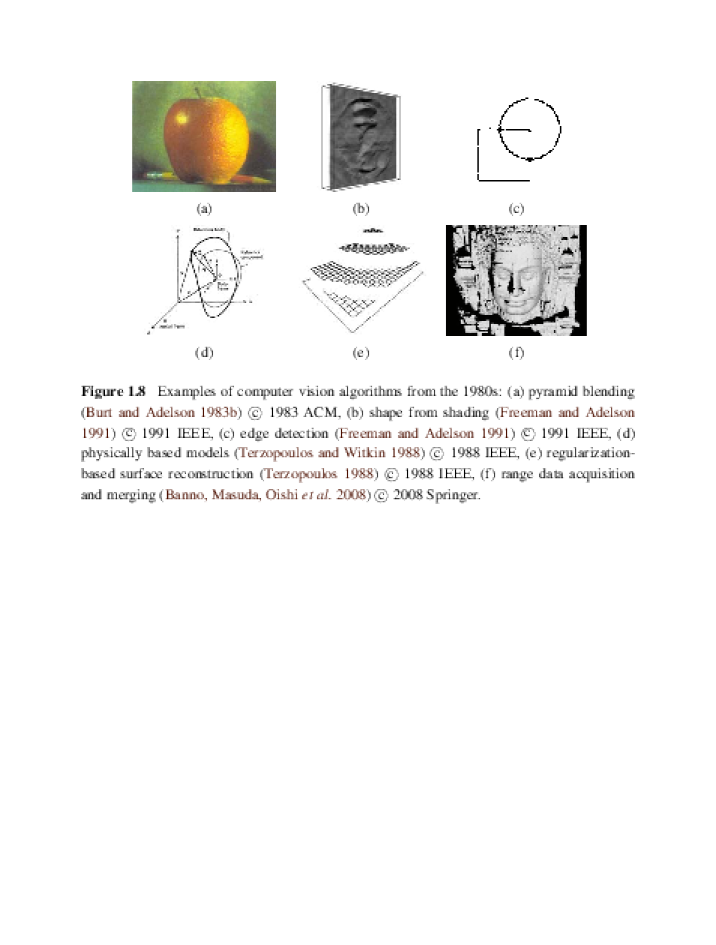 (a)
(b)
(c)
(d)
(e)
(f)
Figure 1.8 Examples of computer vision algorithms from the 1980s: (a) pyramid blending
(Burt and Adelson 1983b) © 1983 ACM, (b) shape from shading (Freeman and Adelson
1991) © 1991 IEEE, (c) edge detection (Freeman and Adelson 1991) © 1991 IEEE, (d)
physically based models (Terzopoulos and Witkin 1988) © 1988 IEEE, (e) regularization-
based surface reconstruction (Terzopoulos 1988) © 1988 IEEE, (f) range data acquisition
and merging (Banno, Masuda, Oishi et al. 2008) © 2008 Springer.